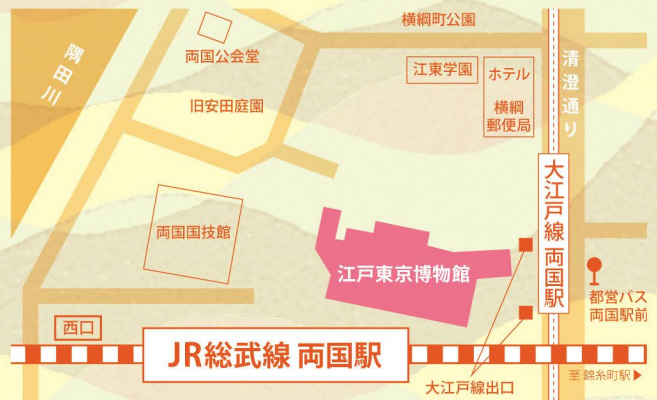 横網町公園
隅田川
両国公会堂
江東学園
ホテル
横網
郵便局
清澄通り
旧安田庭園
大江戸線 両国駅
両国国技館
江戸東京博物館
都営バス
両国駅前
西口
JR総武線 両国駅
大江戸線出口
至 錦糸町駅▶